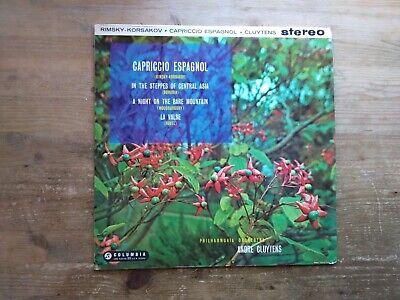 RIMSKY-KORSAKOV • CAPRICCIO ESPAGNOL • CLUYTENS stereo
CAPRICCIO ESPAGNOL
(RIMSKY-KORSAKOV)
IN THE STEPPES OF CENTRAL ASIA
(BORODIN)
A NIGHT ON THE BARE MOUNTAIN
(MOUSSORGSKY)
LA VALSE
(RAVEL)
PHILHARMONIA ORCHESTRA
ANDRÉ CLUYTENS
COLUMBIA